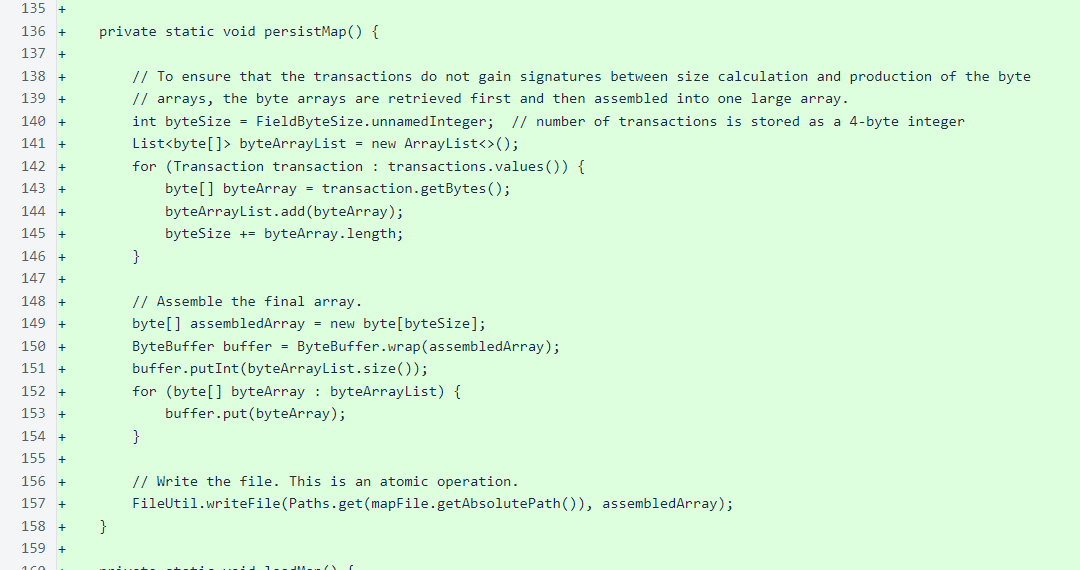 135 +
136 +    private static void persistMap() {
137 +
138 +        // To ensure that the transactions do not gain signatures between size calculation and production of the byte
139 +        // arrays, the byte arrays are retrieved first and then assembled into one large array.
140 +        int byteSize = FieldByteSize.unnamedInteger;  // number of transactions is stored as a 4-byte integer
141 +        List<byte[]> byteArrayList = new ArrayList<>();
142 +        for (Transaction transaction : transactions.values()) {
143 +            byte[] byteArray = transaction.getBytes();
144 +            byteArrayList.add(byteArray);
145 +            byteSize += byteArray.length;
146 +        }
147 +
148 +        // Assemble the final array.
149 +        byte[] assembledArray = new byte[byteSize];
150 +        ByteBuffer buffer = ByteBuffer.wrap(assembledArray);
151 +        buffer.putInt(byteArrayList.size());
152 +        for (byte[] byteArray : byteArrayList) {
153 +            buffer.put(byteArray);
154 +        }
155 +
156 +        // Write the file. This is an atomic operation.
157 +        FileUtil.writeFile(Paths.get(mapFile.getAbsolutePath()), assembledArray);
158 +    }
159 +
160 +    private static void loadMap() {